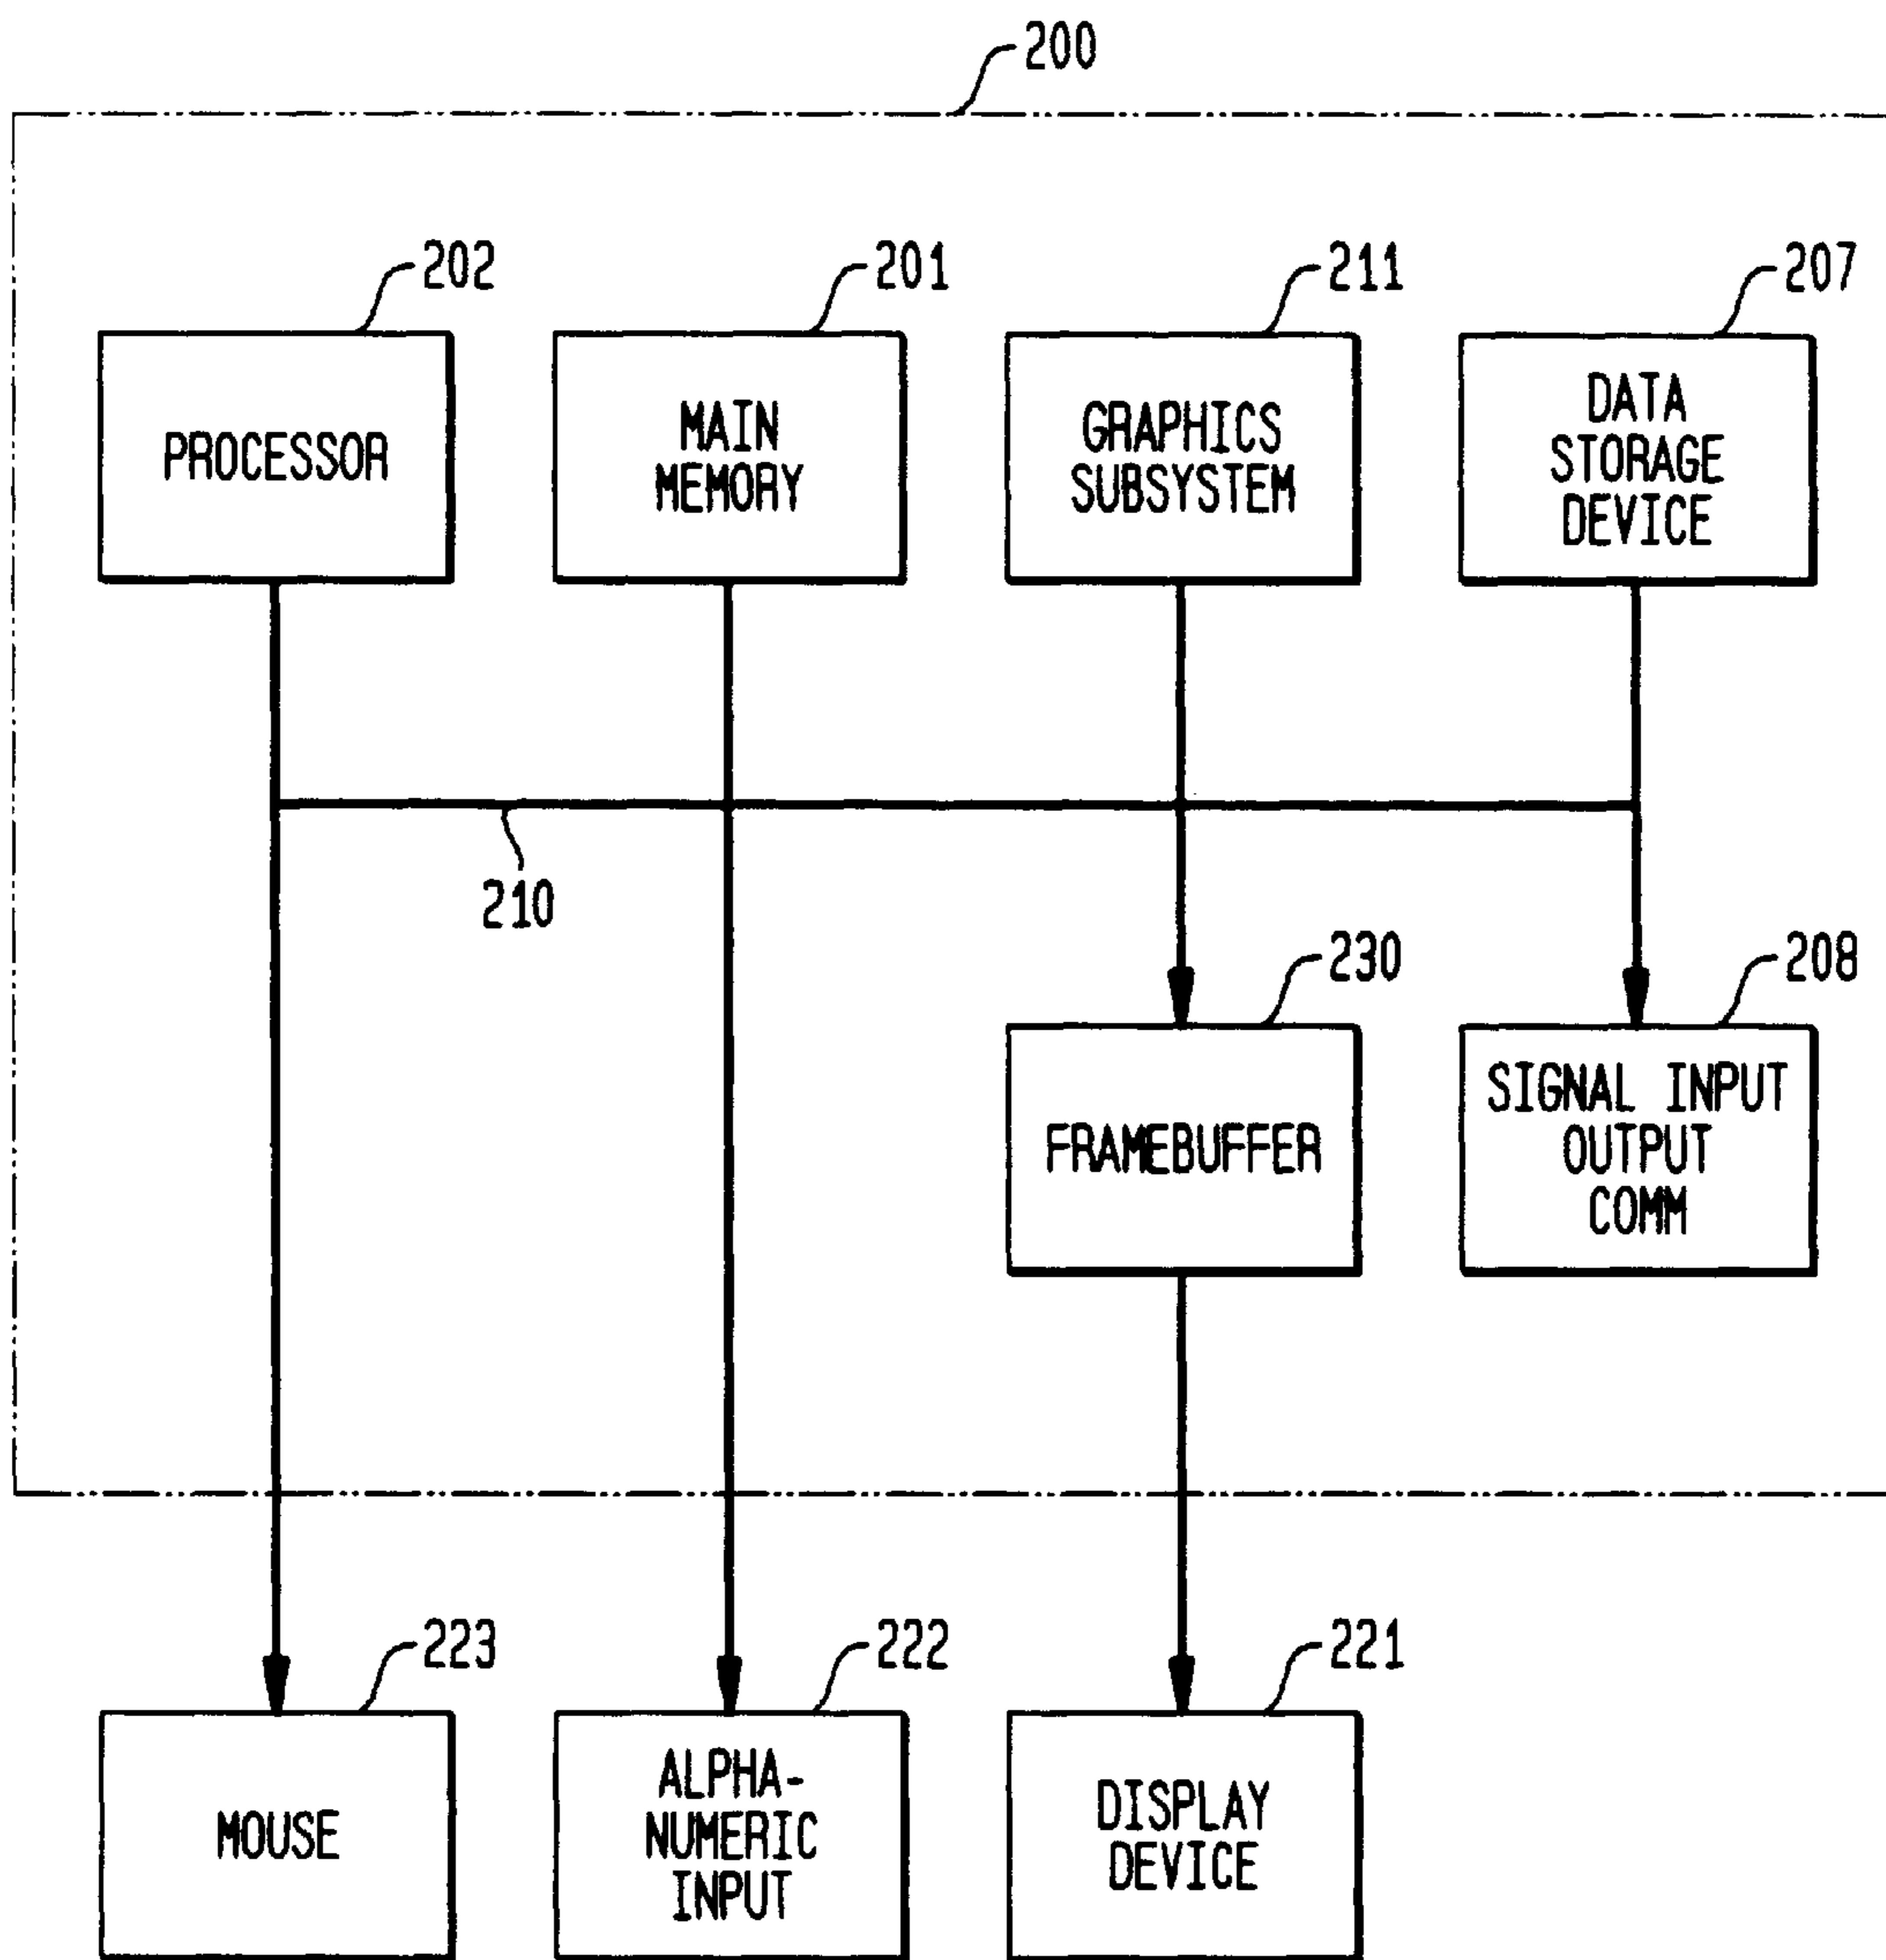 200
202
201
211
207
PROCESSOR
MAIN
MEMORY
GRAPHICS
SUBSYSTEM
DATA
STORAGE
DEVICE
210
230
208
FRAMEBUFFER
SIGNAL INPUT
OUTPUT
COMM
223
222
221
MOUSE
ALPHA-
NUMERIC
INPUT
DISPLAY
DEVICE